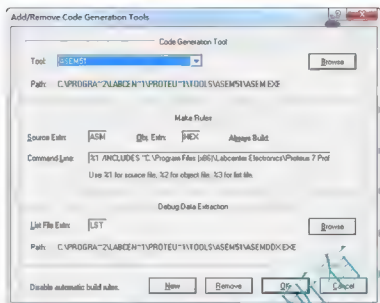 Add/Remove Code Generation Tools
Code Generation Tool
Tool: ASEM51 Browse
Path: C:\PROGRA~2\LABCEN~1\PROTEU~1\TOOLS\ASEM51\ASEM.EXE
Make Rules
Source Extn: ASM Obj. Extn: HEX Always Build:
Command Line: %1 /INCLUDES "C:\Program Files (x86)\Labcenter Electronics\Proteus 7 Prof
Use %1 for source file, %2 for object file, %3 for list file.
Debug Data Extraction
List File Extn: LST Browse
Path: C:\PROGRA~2\LABCEN~1\PROTEU~1\TOOLS\ASEM51\ASEMDDX.EXE
Disable automatic build rules. New Remove OK Cancel